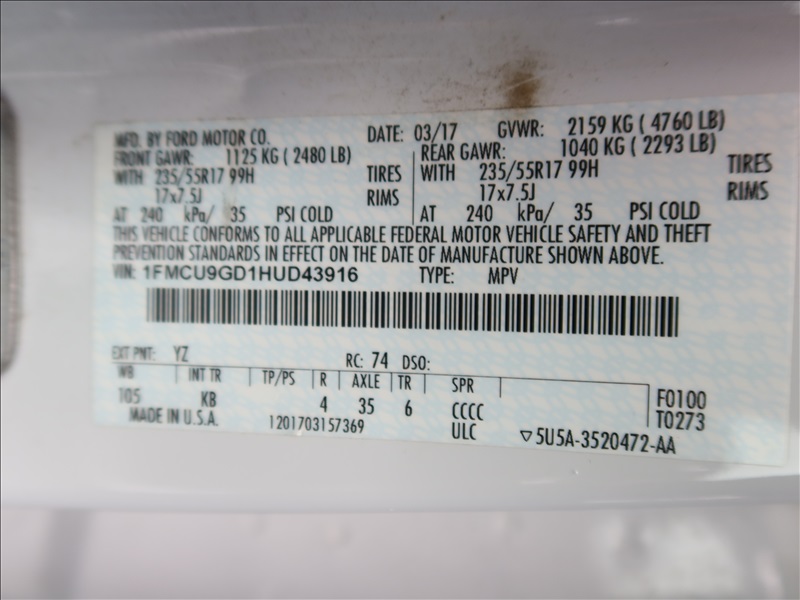 MFD. BY FORD MOTOR CO. DATE: 03/17 GVWR: 2159 KG ( 4760 LB)
FRONT GAWR: 1125 KG ( 2480 LB) REAR GAWR: 1040 KG ( 2293 LB)
WITH 235/55R17 99H TIRES WITH 235/55R17 99H TIRES
17x7.5J RIMS 17x7.5J RIMS
AT 240 kPa/ 35 PSI COLD AT 240 kPa/ 35 PSI COLD
THIS VEHICLE CONFORMS TO ALL APPLICABLE FEDERAL MOTOR VEHICLE SAFETY AND THEFT
PREVENTION STANDARDS IN EFFECT ON THE DATE OF MANUFACTURE SHOWN ABOVE.
VIN: 1FMCU9GD1HUD43916 TYPE: MPV
EXT PNT: YZ RC: 74 DSO:
WB INT TR TP/PS R AXLE TR SPR
105 KB 4 35 6 CCCC F0100
MADE IN U.S.A. 1201703157369 ULC T0273
▽5U5A-3520472-AA